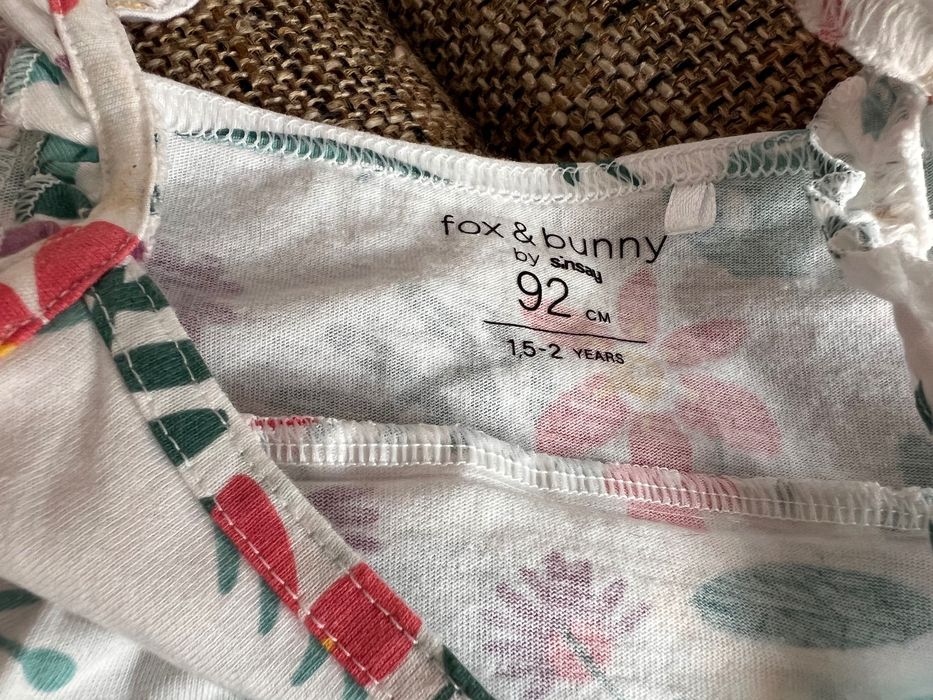 fox & bunny
by sinsay
92 CM
1,5-2 YEARS